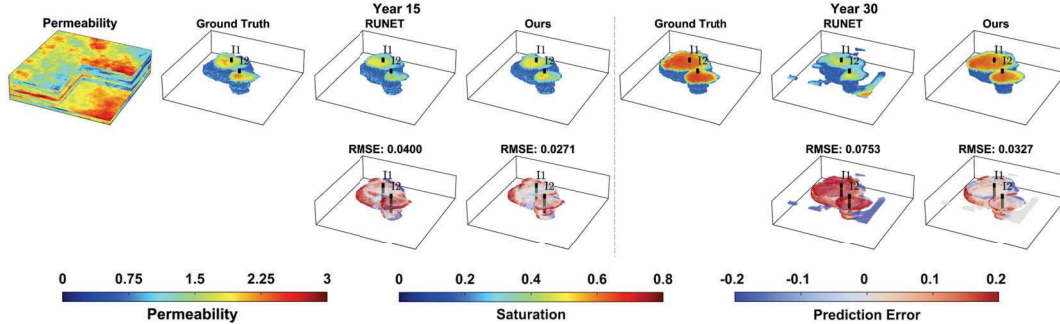 Year 15
Year 30
Permeability
Ground Truth
RUNET
Ours
Ground Truth
RUNET
Ours
I1
I2
I1
I2
I1
I2
I1
I2
I1
I2
I1
I2
RMSE: 0.0400
RMSE: 0.0271
RMSE: 0.0753
RMSE: 0.0327
I1
I2
I1
I2
I1
I2
I1
I2
0 0.75 1.5 2.25 3
Permeability
0 0.2 0.4 0.6 0.8
Saturation
-0.2 -0.1 0 0.1 0.2
Prediction Error